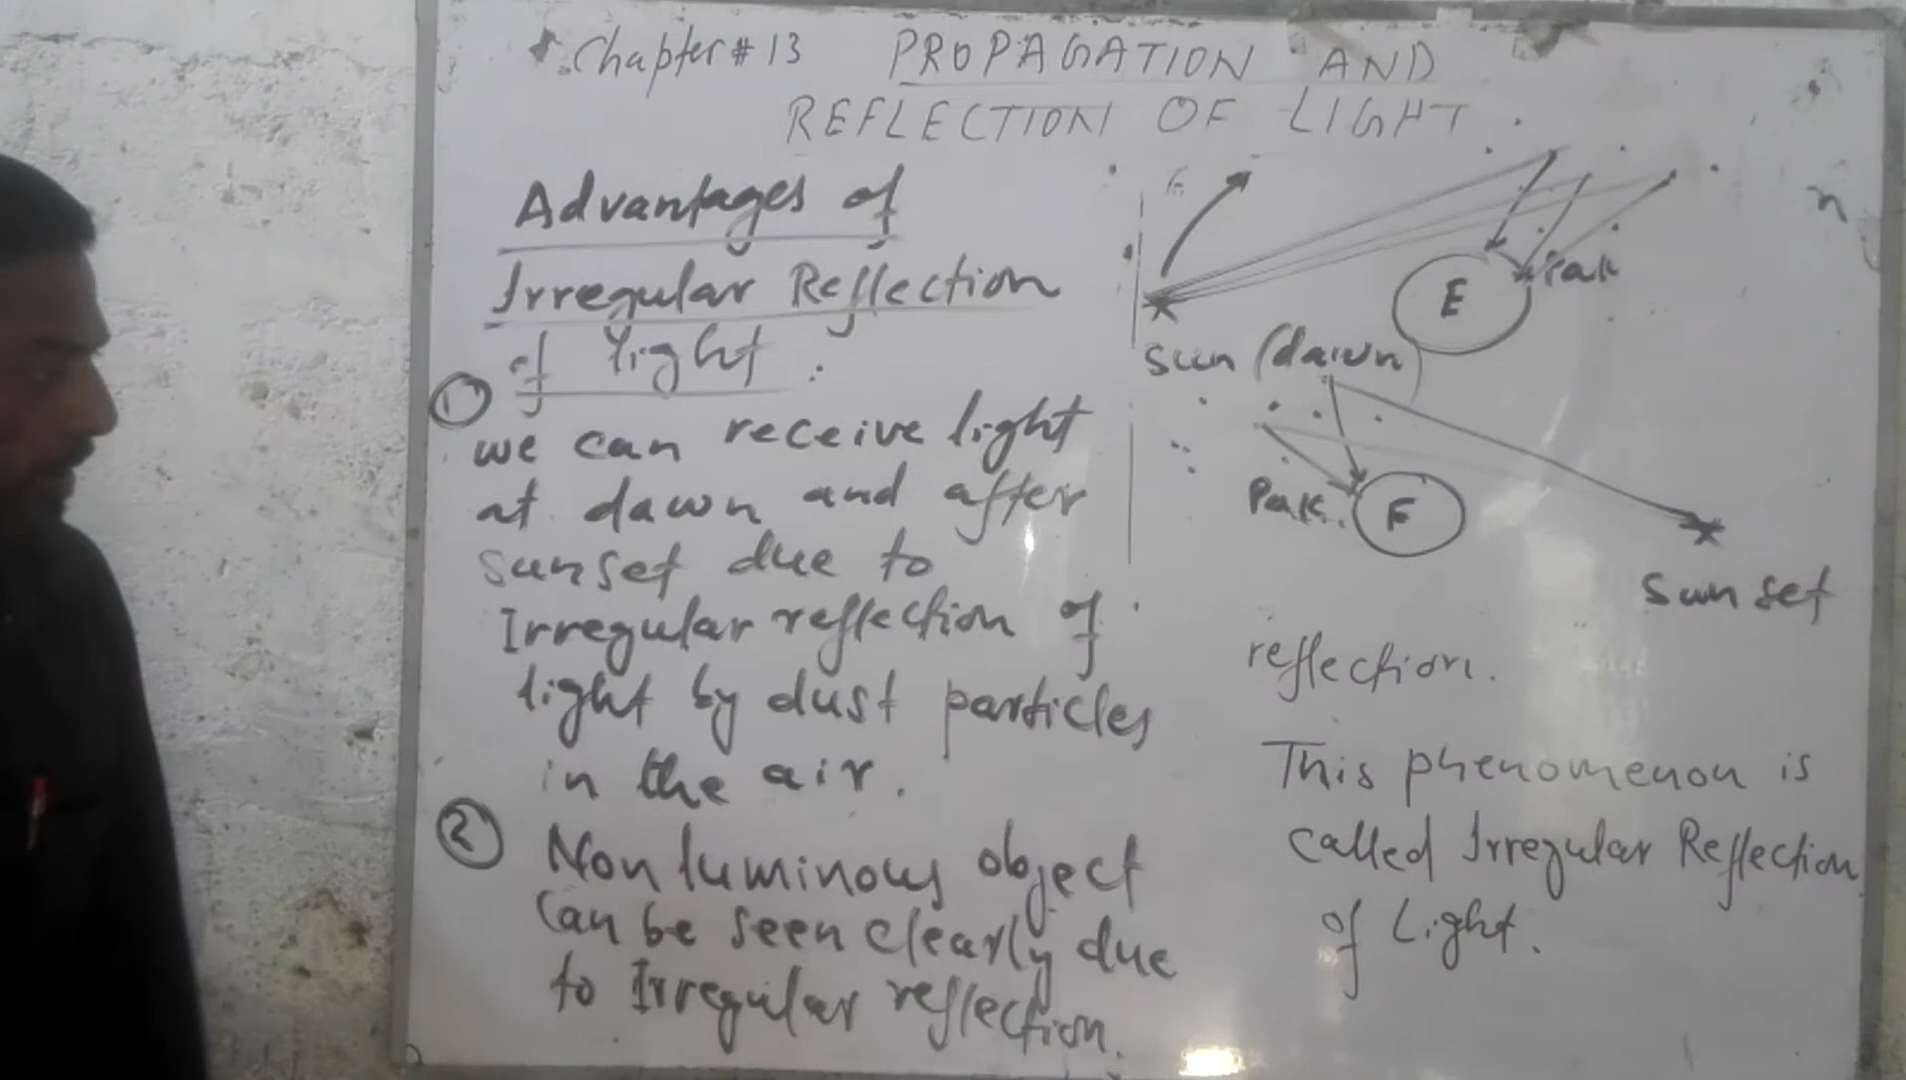 Chapter # 13 PROPAGATION AND
REFLECTION OF LIGHT.
Advantages of
Irregular Reflection
of light :
① we can receive light
at dawn and after
sunset due to
Irregular reflection of
light by dust particles
in the air.
② Non luminous object
can be seen clearly due
to Irregular reflection.
E
Pak
Sun (dawn)
Pak.
E
Sun set
reflection.
This phenomenon is
called Irregular Reflection
of Light.
n